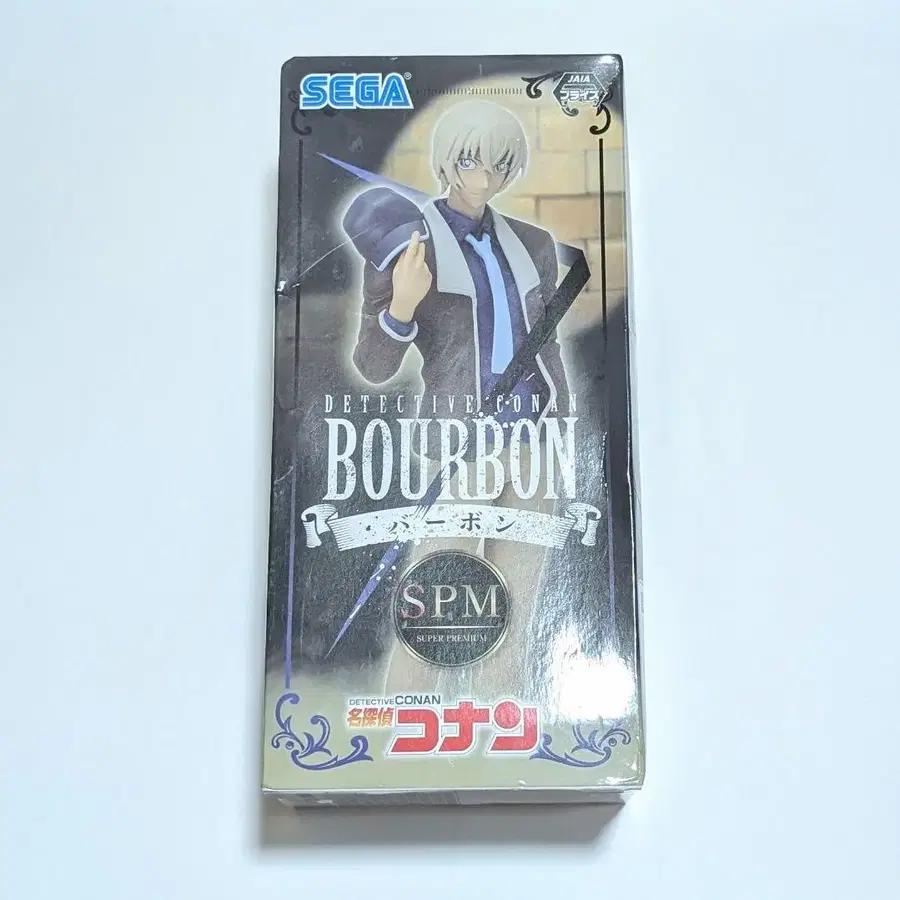 SEGA®
JAIA
プライズ
DETECTIVE CONAN
BOURBON
バーボン
SPM
SUPER PREMIUM
DETECTIVE CONAN
名探偵コナン